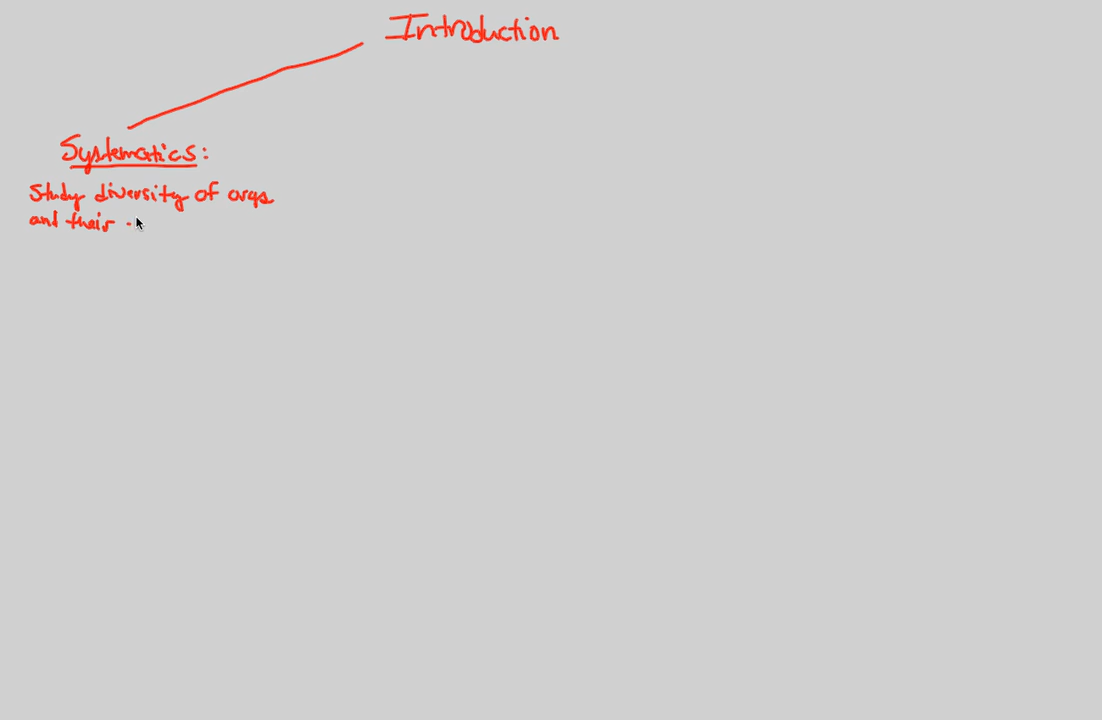 Introduction
Systematics:
Study diversity of orgs
and their